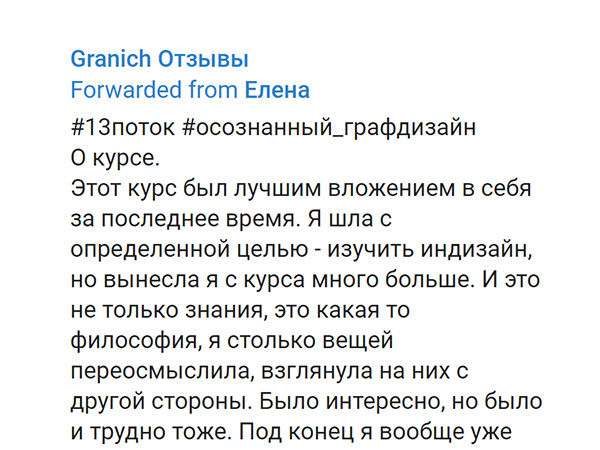 Granich Отзывы
Forwarded from Елена
#13поток #осознанный_графдизайн
О курсе.
Этот курс был лучшим вложением в себя
за последнее время. Я шла с
определенной целью - изучить индизайн,
но вынесла я с курса много больше. И это
не только знания, это какая то
философия, я столько вещей
переосмыслила, взглянула на них с
другой стороны. Было интересно, но было
и трудно тоже. Под конец я вообще уже